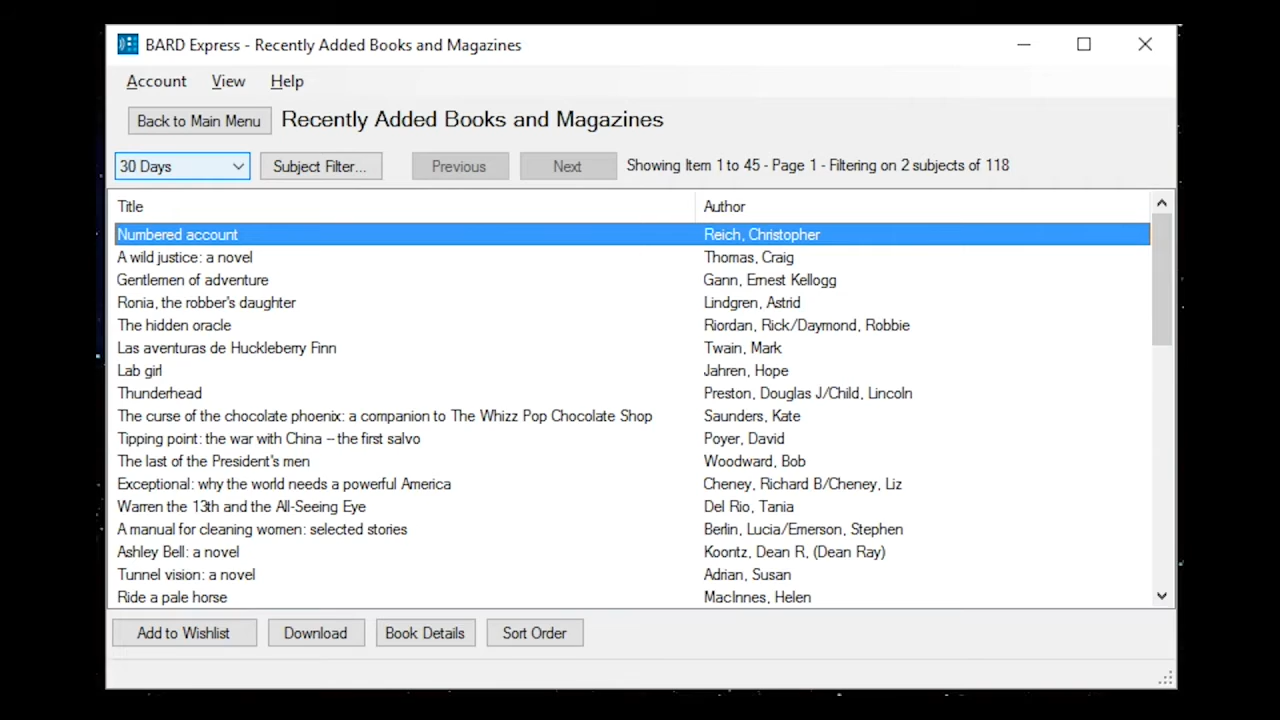 BARD Express - Recently Added Books and Magazines
Account View Help
Back to Main Menu Recently Added Books and Magazines
30 Days Subject Filter... Previous Next Showing Item 1 to 45 - Page 1 - Filtering on 2 subjects of 118
Title Author
Numbered account Reich, Christopher
A wild justice: a novel Thomas, Craig
Gentlemen of adventure Gann, Ernest Kellogg
Ronia, the robber's daughter Lindgren, Astrid
The hidden oracle Riordan, Rick/Daymond, Robbie
Las aventuras de Huckleberry Finn Twain, Mark
Lab girl Jahren, Hope
Thunderhead Preston, Douglas J/Child, Lincoln
The curse of the chocolate phoenix: a companion to The Whizz Pop Chocolate Shop Saunders, Kate
Tipping point: the war with China -- the first salvo Poyer, David
The last of the President's men Woodward, Bob
Exceptional: why the world needs a powerful America Cheney, Richard B/Cheney, Liz
Warren the 13th and the All-Seeing Eye Del Rio, Tania
A manual for cleaning women: selected stories Berlin, Lucia/Emerson, Stephen
Ashley Bell: a novel Koontz, Dean R, (Dean Ray)
Tunnel vision: a novel Adrian, Susan
Ride a pale horse MacInnes, Helen
Add to Wishlist Download Book Details Sort Order